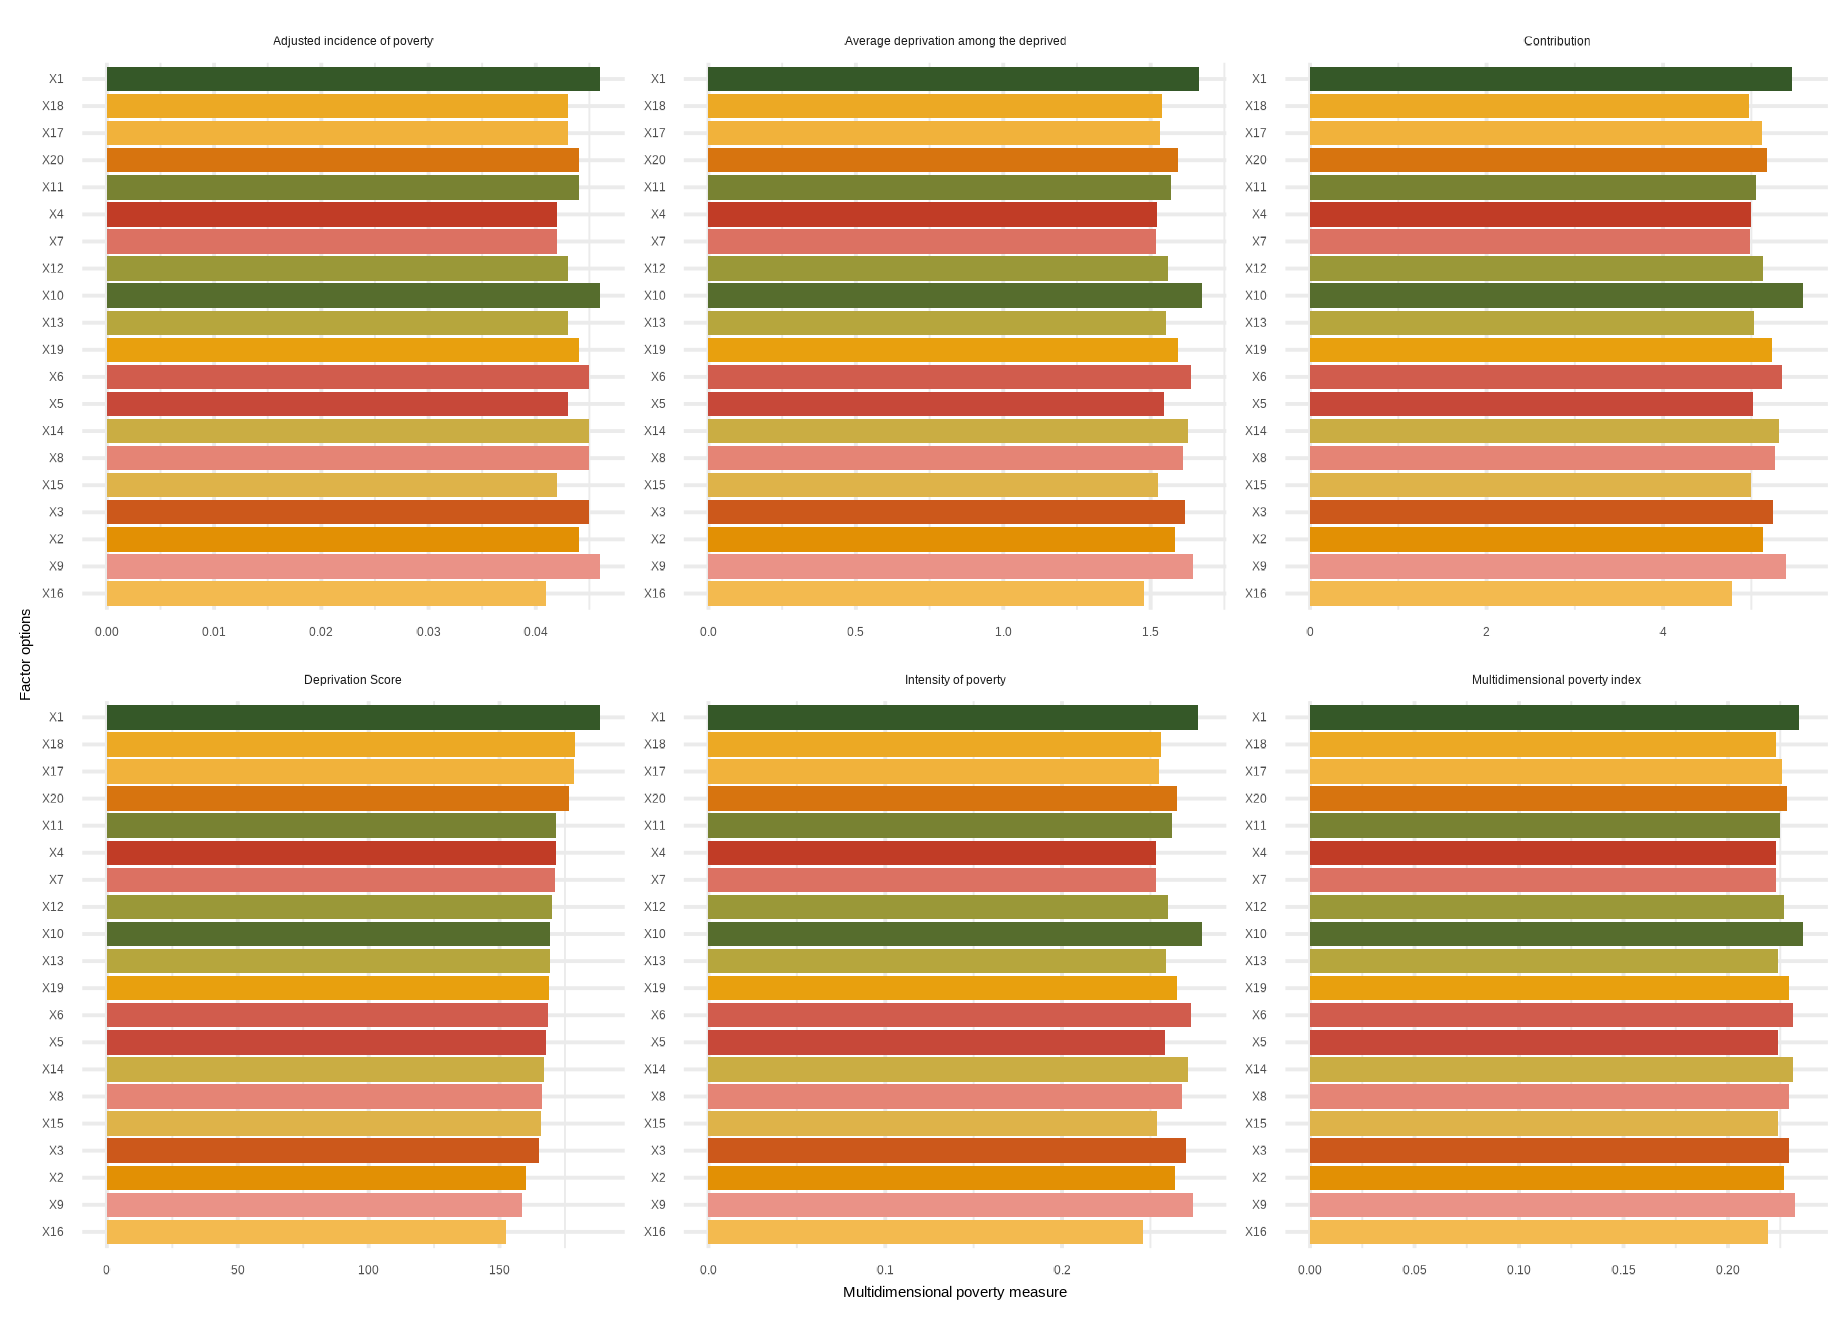 Adjusted incidence of poverty
X1
X18
X17
X20
X11
X4
X7
X12
X10
X13
X19
X6
X5
X14
X8
X15
X3
X2
X9
X16
0.00 0.01 0.02 0.03 0.04
Average deprivation among the deprived
X1
X18
X17
X20
X11
X4
X7
X12
X10
X13
X19
X6
X5
X14
X8
X15
X3
X2
X9
X16
0.0 0.5 1.0 1.5
Contribution
X1
X18
X17
X20
X11
X4
X7
X12
X10
X13
X19
X6
X5
X14
X8
X15
X3
X2
X9
X16
0 2 4
Factor options
Deprivation Score
X1
X18
X17
X20
X11
X4
X7
X12
X10
X13
X19
X6
X5
X14
X8
X15
X3
X2
X9
X16
0 50 100 150
Intensity of poverty
X1
X18
X17
X20
X11
X4
X7
X12
X10
X13
X19
X6
X5
X14
X8
X15
X3
X2
X9
X16
0.0 0.1 0.2
Multidimensional poverty index
X1
X18
X17
X20
X11
X4
X7
X12
X10
X13
X19
X6
X5
X14
X8
X15
X3
X2
X9
X16
0.00 0.05 0.10 0.15 0.20
Multidimensional poverty measure